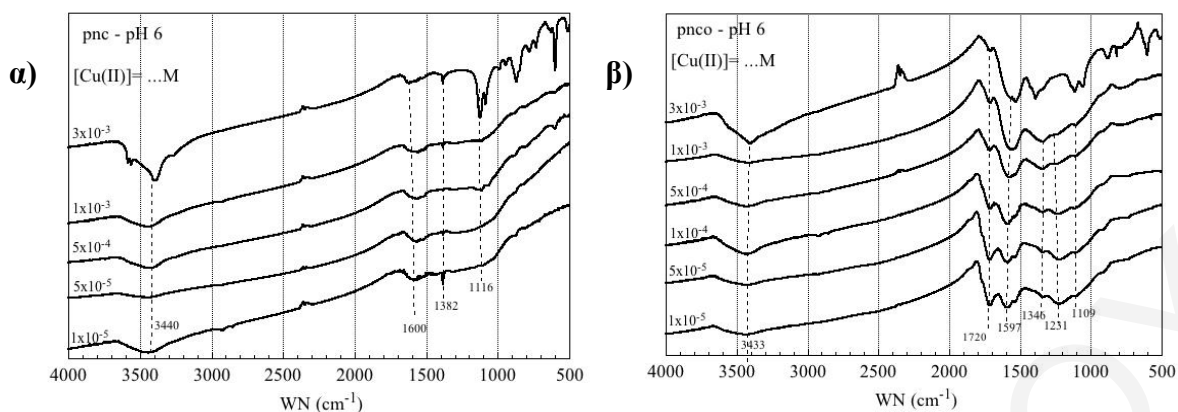 α)
pnc - pH 6
[Cu(II)]= ...M
3x10-3
1x10-3
5x10-4
5x10-5
1x10-5
3440
1600
1382
1116
4000 3500 3000 2500 2000 1500 1000 500
WN (cm-1)
β)
pnco - pH 6
[Cu(II)]= ...M
3x10-3
1x10-3
5x10-4
1x10-4
5x10-5
1x10-5
3433
1720
1597
1346
1231
1109
4000 3500 3000 2500 2000 1500 1000 500
WN (cm-1)